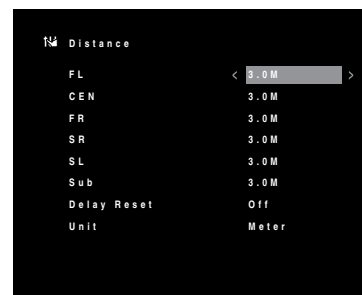 Distance
FL < 3.0M >
CEN 3.0M
FR 3.0M
SR 3.0M
SL 3.0M
Sub 3.0M
Delay Reset Off
Unit Meter